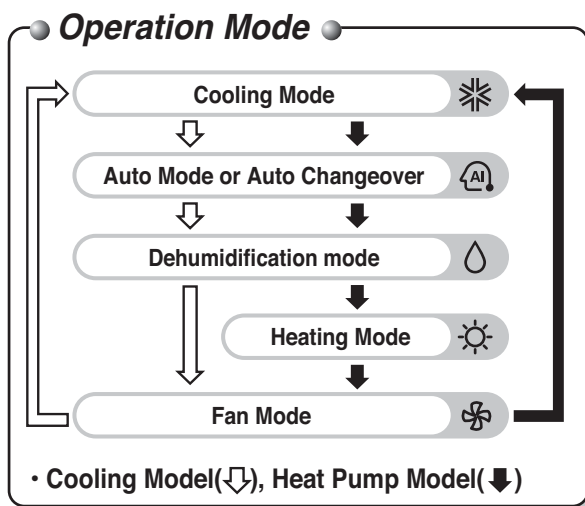 Operation Mode
Cooling Mode
Auto Mode or Auto Changeover
AI
Dehumidification mode
Heating Mode
Fan Mode
• Cooling Model(⇩), Heat Pump Model(⬇)